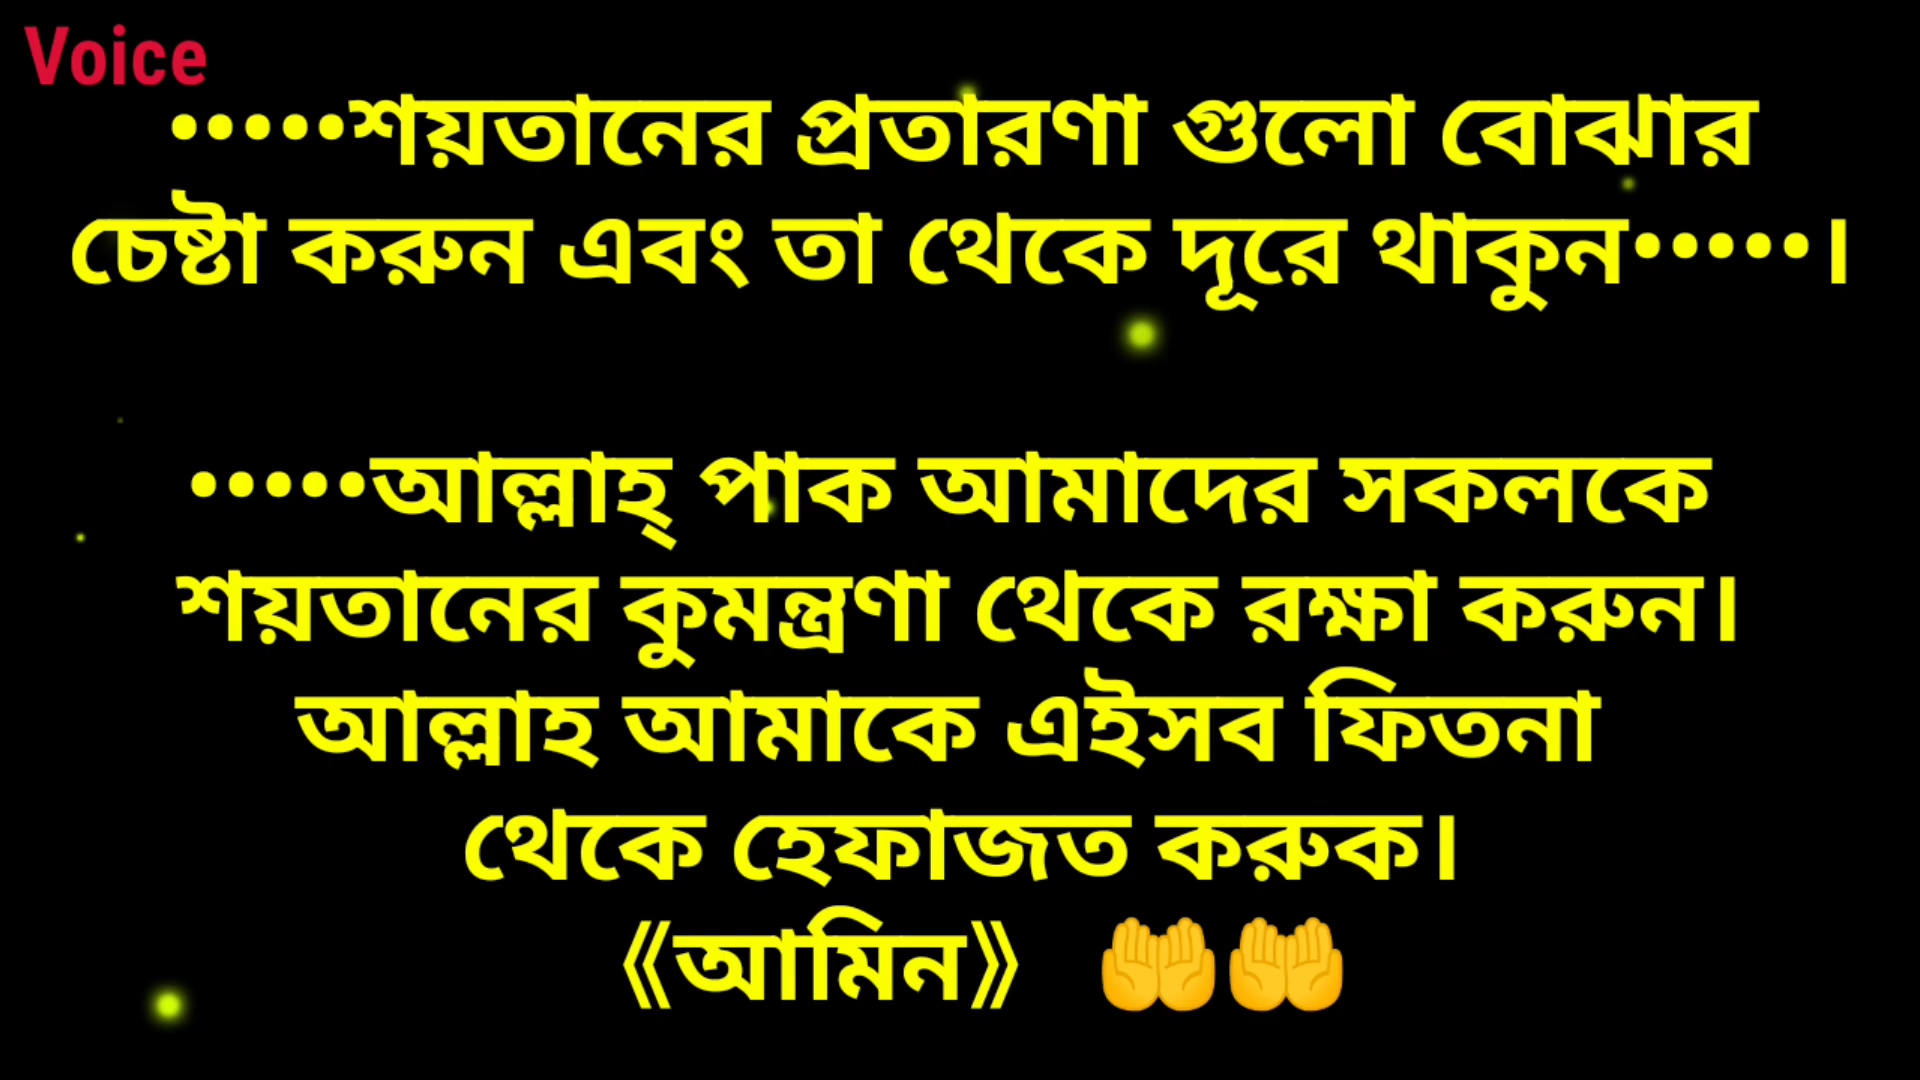 Voice
•••••শয়তানের প্রতারণা গুলো বোঝার
চেষ্টা করুন এবং তা থেকে দূরে থাকুন•••••।
•••••আল্লাহ্ পাক আমাদের সকলকে
শয়তানের কুমন্ত্রণা থেকে রক্ষা করুন।
আল্লাহ আমাকে এইসব ফিতনা
থেকে হেফাজত করুক।
《আমিন》 🤲🤲